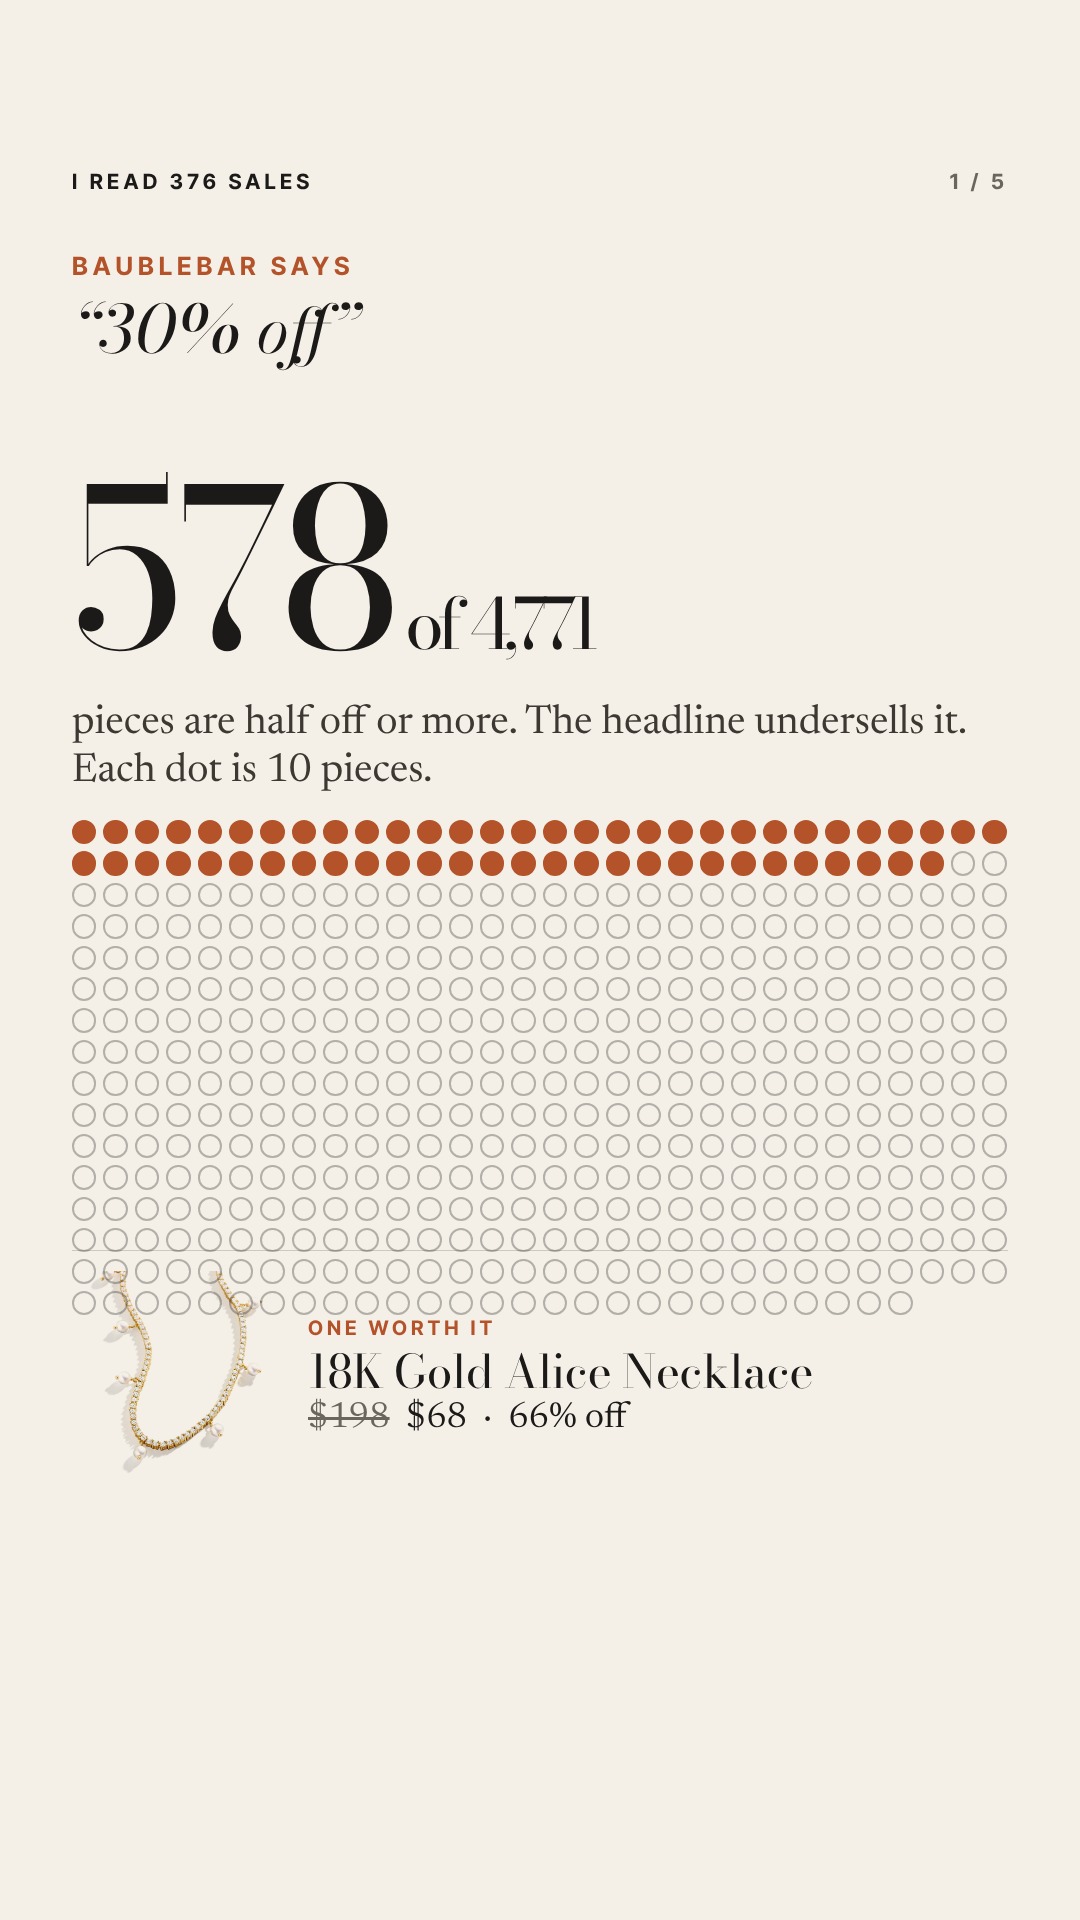 I READ 376 SALES
1 / 5
BAUBLEBAR SAYS
“30% off”
578 of 4,771
pieces are half off or more. The headline undersells it.
Each dot is 10 pieces.
ONE WORTH IT
18K Gold Alice Necklace
$198 $68 · 66% off